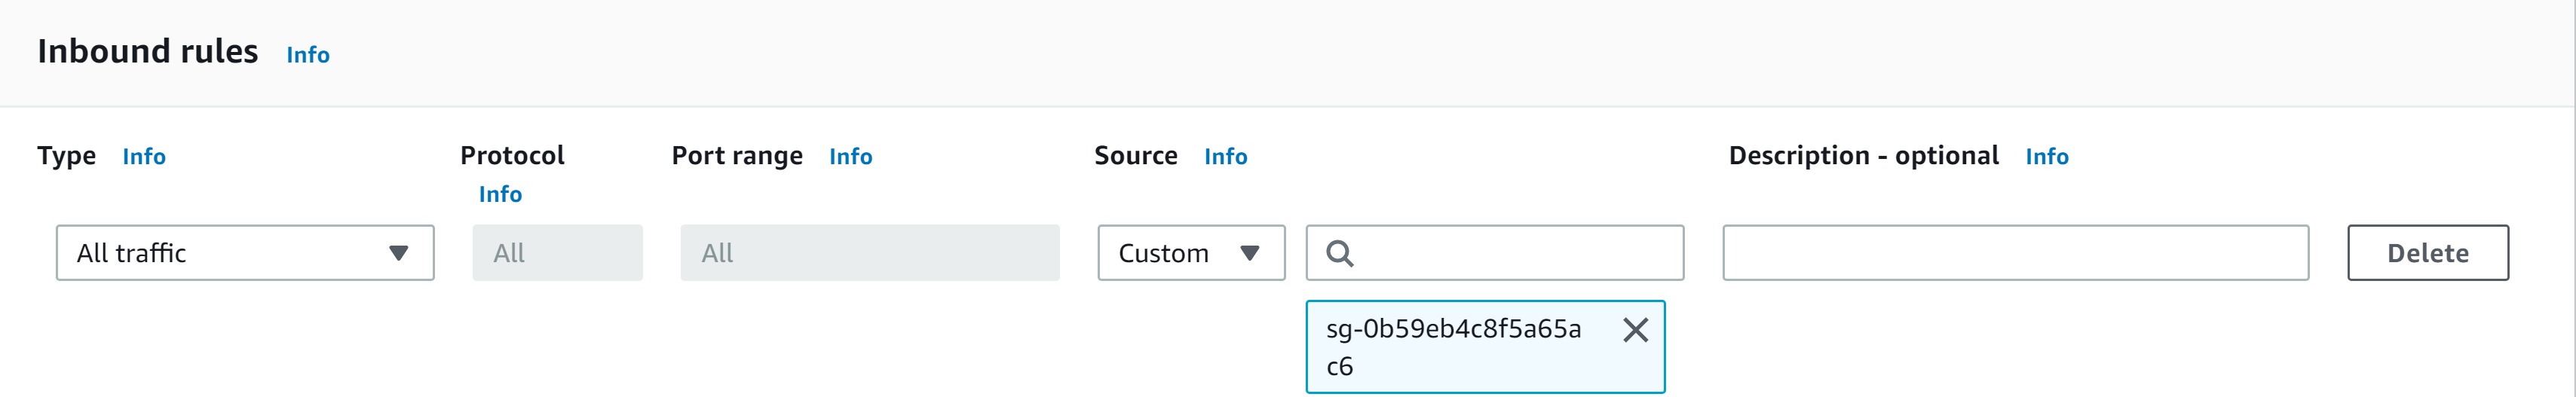 Inbound rules Info
Type Info Protocol Info Port range Info Source Info Description - optional Info
All traffic All All Custom Delete
sg-0b59eb4c8f5a65a
c6